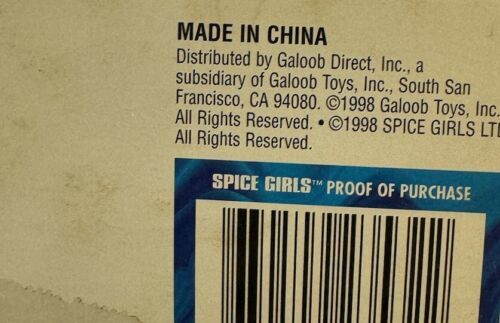 MADE IN CHINA
Distributed by Galoob Direct, Inc., a
subsidiary of Galoob Toys, Inc., South San
Francisco, CA 94080. ©1998 Galoob Toys, Inc.
All Rights Reserved. • ©1998 SPICE GIRLS LTD
All Rights Reserved.
SPICE GIRLS™ PROOF OF PURCHASE